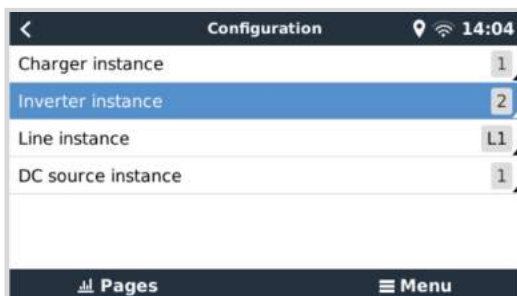 Configuration 14:04
Charger instance 1
Inverter instance 2
Line instance L1
DC source instance 1
Pages Menu